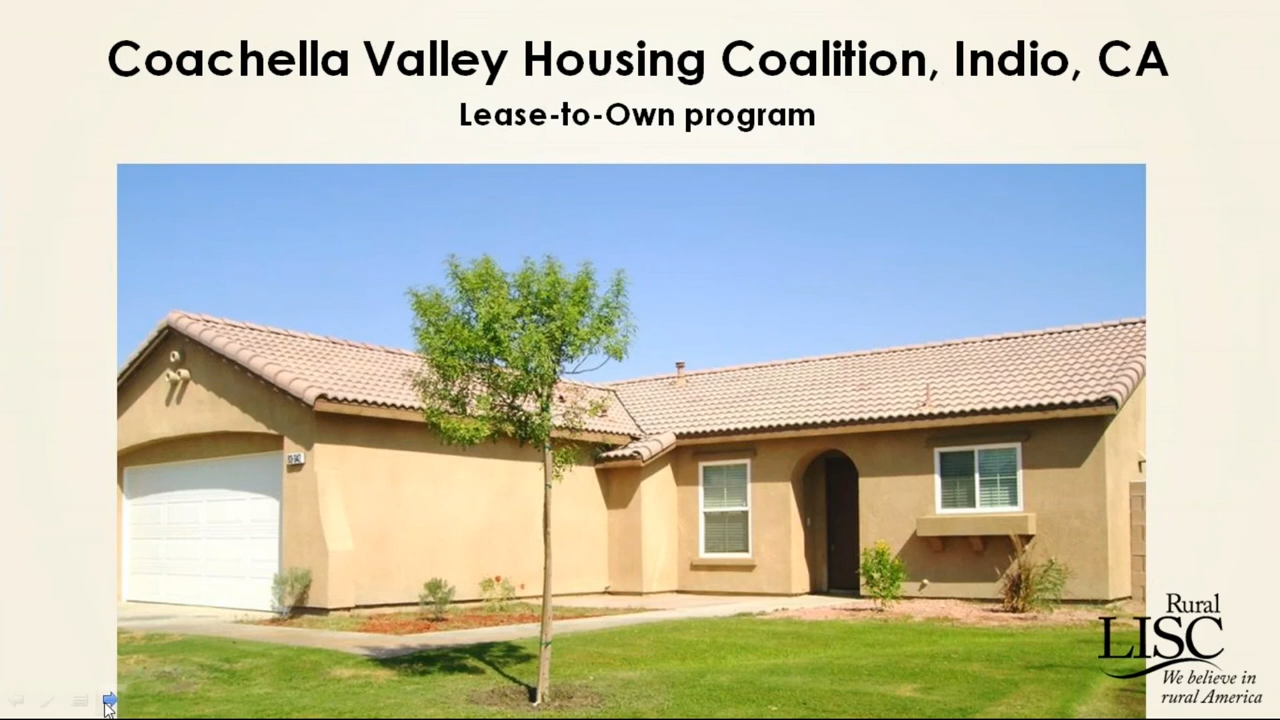 Coachella Valley Housing Coalition, Indio, CA
Lease-to-Own program
Rural
LISC
We believe in
rural America